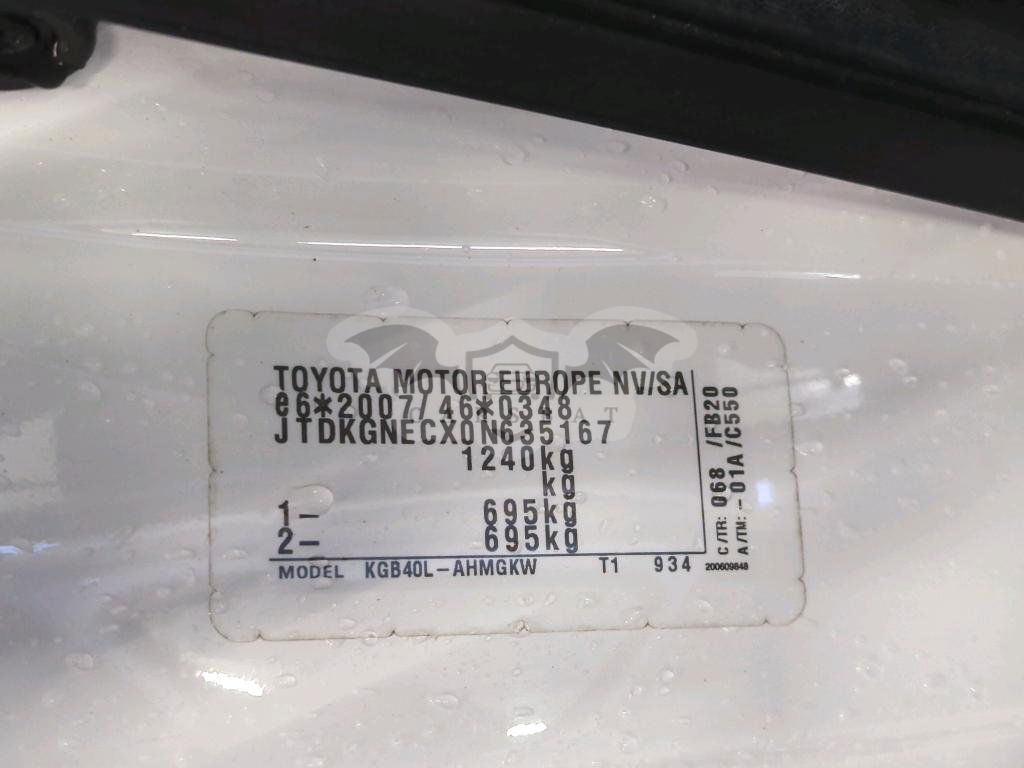 TOYOTA MOTOR EUROPE NV/SA
e6*2007/46*0348
JTDKGNECX0N635167
1240kg
kg
1- 695kg
2- 695kg
MODEL KGB40L-AHMGKW T1 934
C/TR: 068 /FB20
A/TM: -01A/C550
200609848